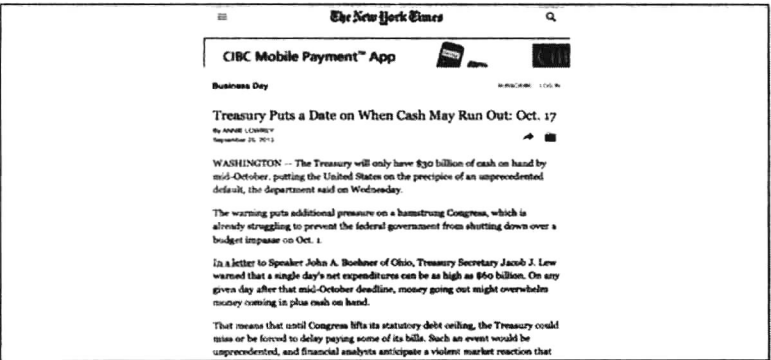 The New York Times
CIBC Mobile Payment™ App
Business Day
SUBSCRIBE LOG IN
Treasury Puts a Date on When Cash May Run Out: Oct. 17
By ANNIE LOWREY
September 25, 2013
WASHINGTON — The Treasury will only have $30 billion of cash on hand by
mid-October, putting the United States on the precipice of an unprecedented
default, the department said on Wednesday.
The warning puts additional pressure on a hamstrung Congress, which is
already struggling to prevent the federal government from shutting down over a
budget impasse on Oct. 1.
In a letter to Speaker John A. Boehner of Ohio, Treasury Secretary Jacob J. Lew
warned that a single day's net expenditures can be as high as $60 billion. On any
given day after that mid-October deadline, money going out might overwhelm
money coming in plus cash on hand.
That means that until Congress lifts its statutory debt ceiling, the Treasury could
miss or be forced to delay paying some of its bills. Such an event would be
unprecedented, and financial analysts anticipate a violent market reaction that